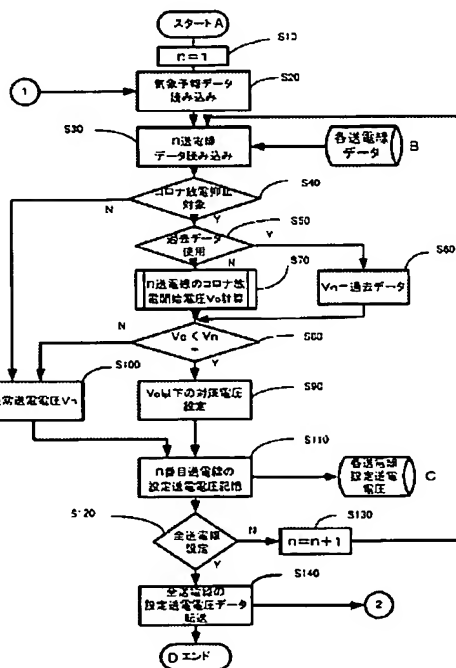 スタートA
S10
n=1
S20
1
気象予報データ
読み込み
S30
n送電線
データ読み込み
各送電線
データ
B
S40
コロナ放電抑止
対象
N
Y
S50
過去データ
使用
Y
N
S60
S70
n送電線のコロナ放
電開始電圧Vo計算
Vn=過去データ
N
S80
Y
S100
常送電電圧Vn
S90
Vo以下の対応電圧
設定
S110
n番目送電線の
設定送電電圧記憶
各送電線
設定送電
電圧
C
S120
全送電線
設定
N
S130
n=n+1
Y
S140
全送電線の
設定送電電圧データ
転送
2
Dエンド